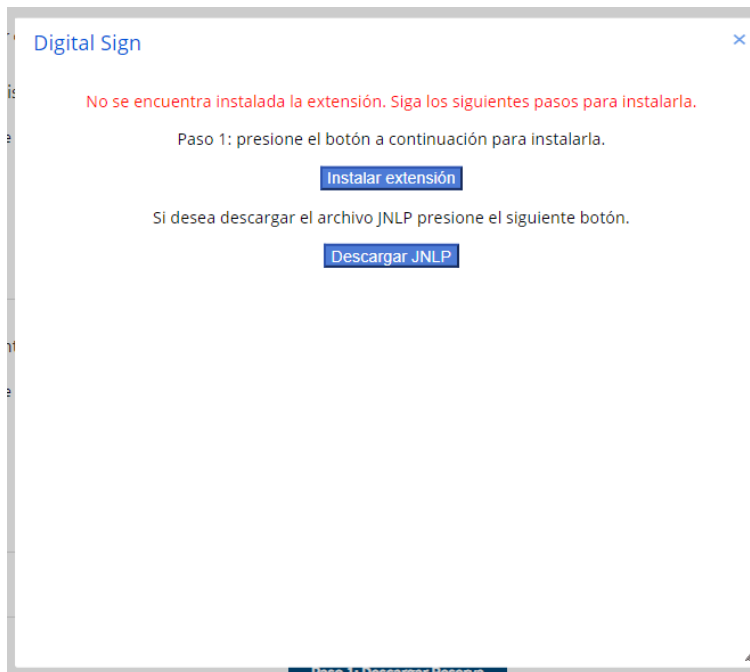 Digital Sign
×
No se encuentra instalada la extensión. Siga los siguientes pasos para instalarla.
Paso 1: presione el botón a continuación para instalarla.
Instalar extensión
Si desea descargar el archivo JNLP presione el siguiente botón.
Descargar JNLP